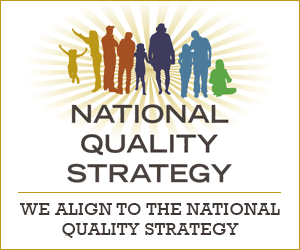 NATIONAL
QUALITY
STRATEGY
WE ALIGN TO THE NATIONAL
QUALITY STRATEGY